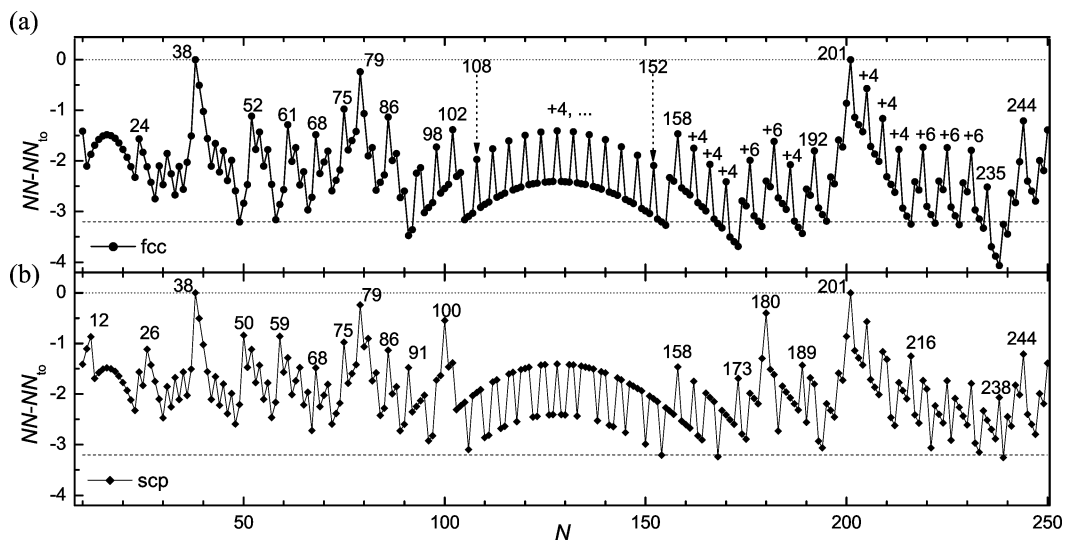 (a)
38 79 108 152 201
52 61 68 75 86 98 102 +4, ... 158 +4 +4 +4 +6 +6 +4 192 +4 +4 +4 +6 +6 +6 235 244
24
0
-1
-2
-3
-4
NN-NN_to
fcc
(b)
38 79 100 180 201
12 26 50 59 68 75 86 91 158 173 189 216 238 244
0
-1
-2
-3
-4
NN-NN_to
scp
50 100 150 200 250
N